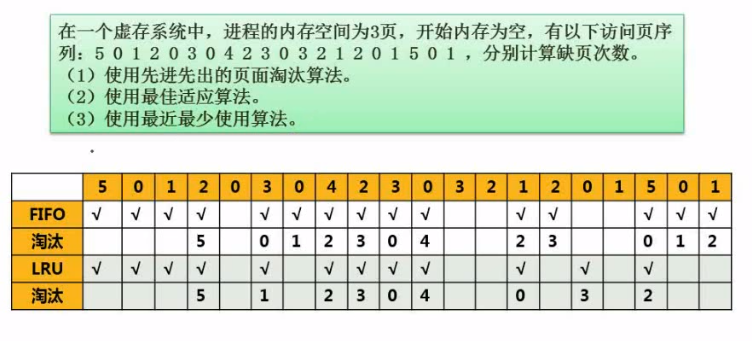 在一个虚存系统中，进程的内存空间为3页，开始内存为空，有以下访问页序
列：5 0 1 2 0 3 0 4 2 3 0 3 2 1 2 0 1 5 0 1 ，分别计算缺页次数。
（1）使用先进先出的页面淘汰算法。
（2）使用最佳适应算法。
（3）使用最近最少使用算法。
5 0 1 2 0 3 0 4 2 3 0 3 2 1 2 0 1 5 0 1
FIFO √ √ √ √ √ √ √ √ √ √ √ √ √ √ √
淘汰 5 0 1 2 3 0 4 2 3 0 1 2
LRU √ √ √ √ √ √ √ √ √ √ √ √
淘汰 5 1 2 3 0 4 0 3 2